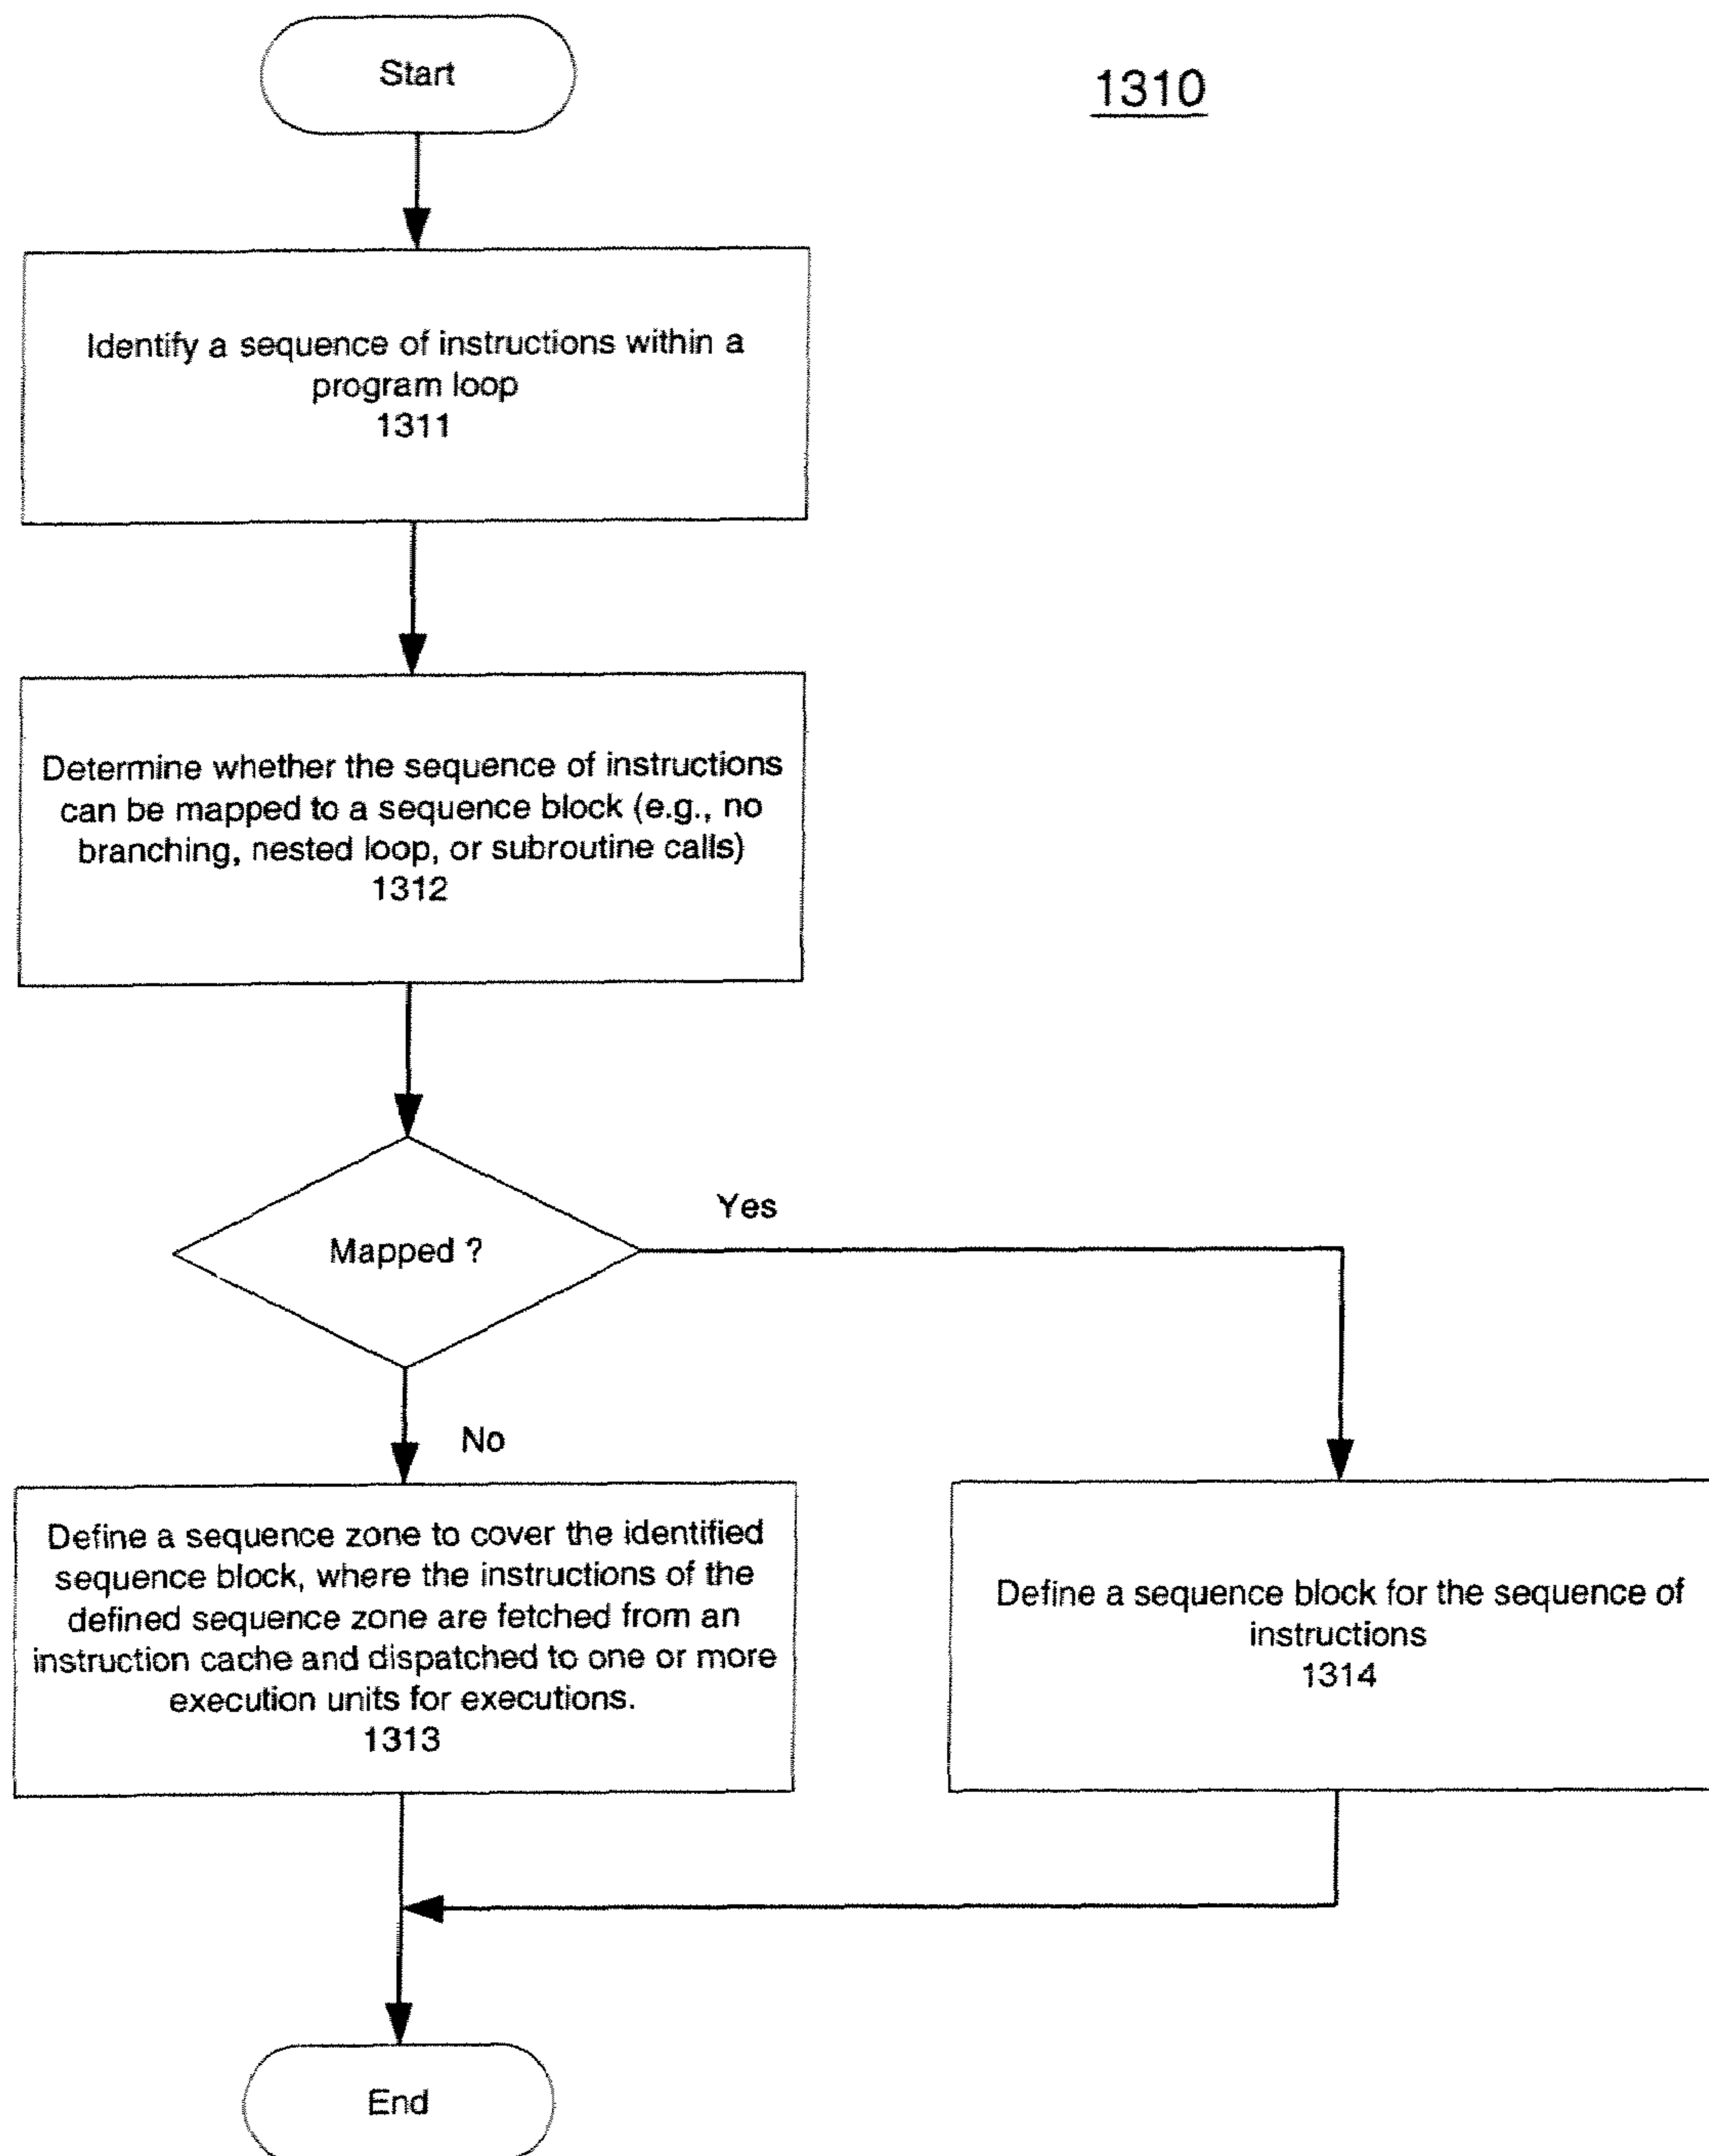 Start
1310
Identify a sequence of instructions within a
program loop
1311
Determine whether the sequence of instructions
can be mapped to a sequence block (e.g., no
branching, nested loop, or subroutine calls)
1312
Yes
Mapped ?
No
Define a sequence zone to cover the identified
sequence block, where the instructions of the
defined sequence zone are fetched from an
instruction cache and dispatched to one or more
execution units for executions.
1313
Define a sequence block for the sequence of
instructions
1314
End